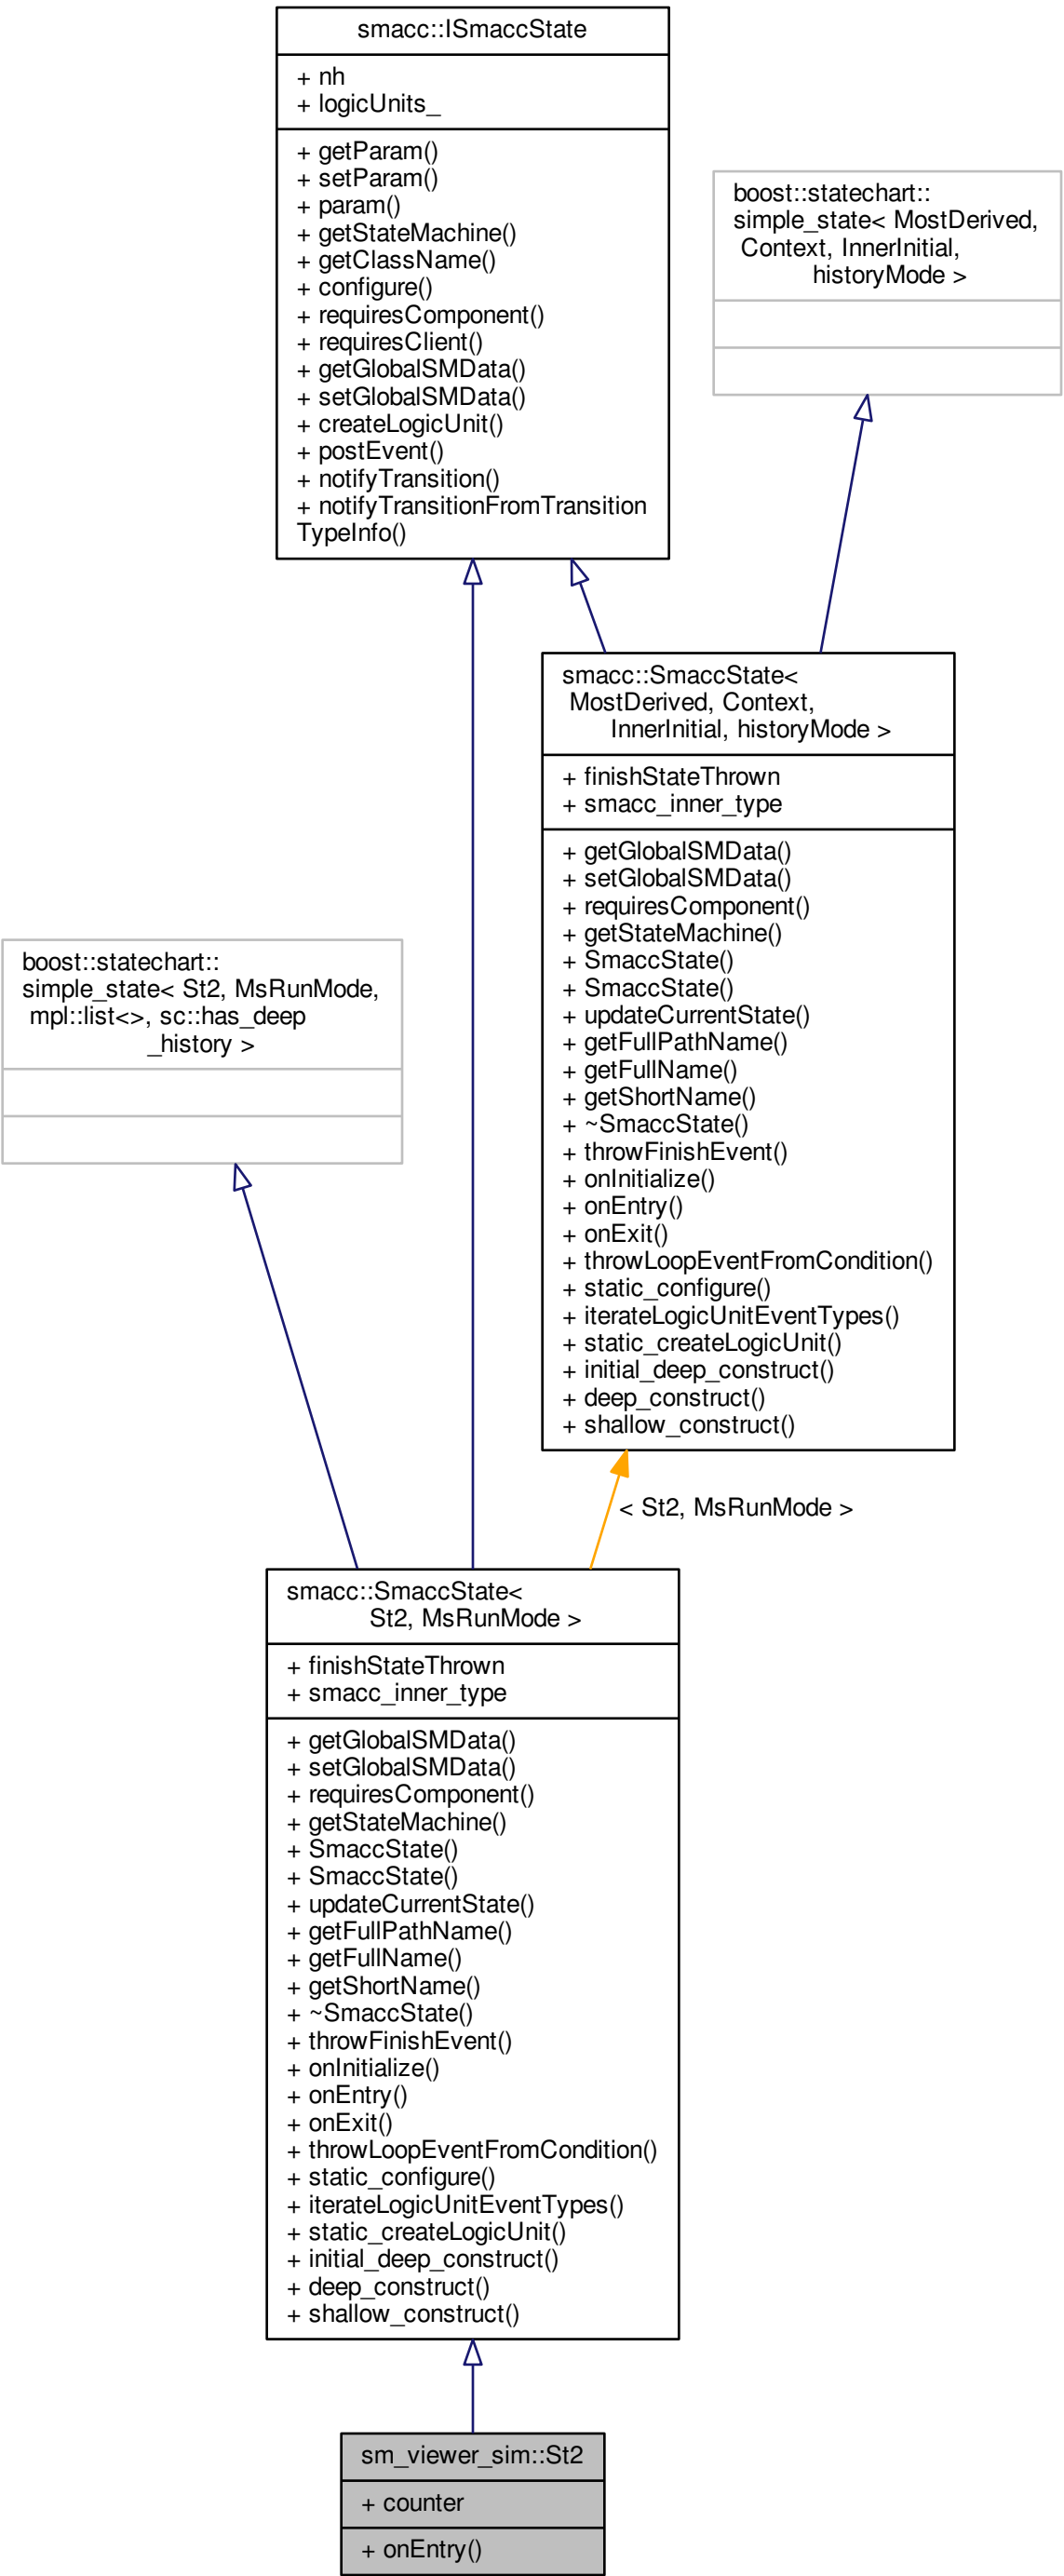 smacc::ISmaccState
+ nh
+ logicUnits_
+ getParam()
+ setParam()
+ param()
+ getStateMachine()
+ getClassName()
+ configure()
+ requiresComponent()
+ requiresClient()
+ getGlobalSMData()
+ setGlobalSMData()
+ createLogicUnit()
+ postEvent()
+ notifyTransition()
+ notifyTransitionFromTransition
TypeInfo()
boost::statechart::
simple_state< MostDerived,
Context, InnerInitial,
historyMode >
smacc::SmaccState<
MostDerived, Context,
InnerInitial, historyMode >
+ finishStateThrown
+ smacc_inner_type
+ getGlobalSMData()
+ setGlobalSMData()
+ requiresComponent()
+ getStateMachine()
+ SmaccState()
+ SmaccState()
+ updateCurrentState()
+ getFullPathName()
+ getFullName()
+ getShortName()
+ ~SmaccState()
+ throwFinishEvent()
+ onInitialize()
+ onEntry()
+ onExit()
+ throwLoopEventFromCondition()
+ static_configure()
+ iterateLogicUnitEventTypes()
+ static_createLogicUnit()
+ initial_deep_construct()
+ deep_construct()
+ shallow_construct()
boost::statechart::
simple_state< St2, MsRunMode,
mpl::list<>, sc::has_deep
_history >
< St2, MsRunMode >
smacc::SmaccState<
St2, MsRunMode >
+ finishStateThrown
+ smacc_inner_type
+ getGlobalSMData()
+ setGlobalSMData()
+ requiresComponent()
+ getStateMachine()
+ SmaccState()
+ SmaccState()
+ updateCurrentState()
+ getFullPathName()
+ getFullName()
+ getShortName()
+ ~SmaccState()
+ throwFinishEvent()
+ onInitialize()
+ onEntry()
+ onExit()
+ throwLoopEventFromCondition()
+ static_configure()
+ iterateLogicUnitEventTypes()
+ static_createLogicUnit()
+ initial_deep_construct()
+ deep_construct()
+ shallow_construct()
sm_viewer_sim::St2
+ counter
+ onEntry()